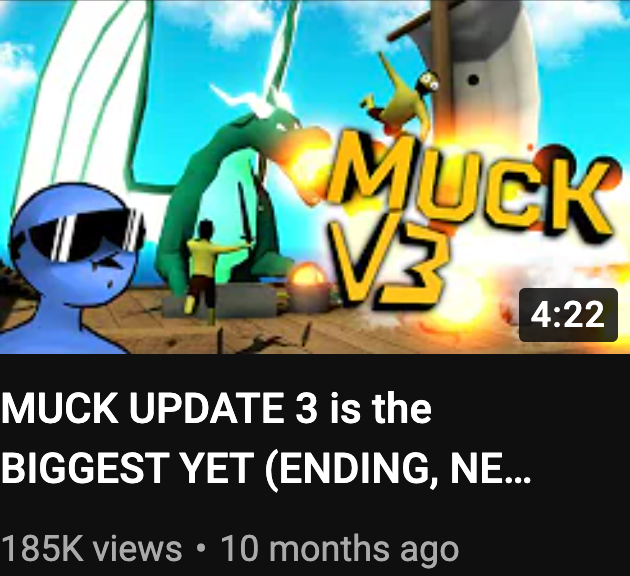 MUCK
V3
4:22
MUCK UPDATE 3 is the
BIGGEST YET (ENDING, NE...
185K views • 10 months ago